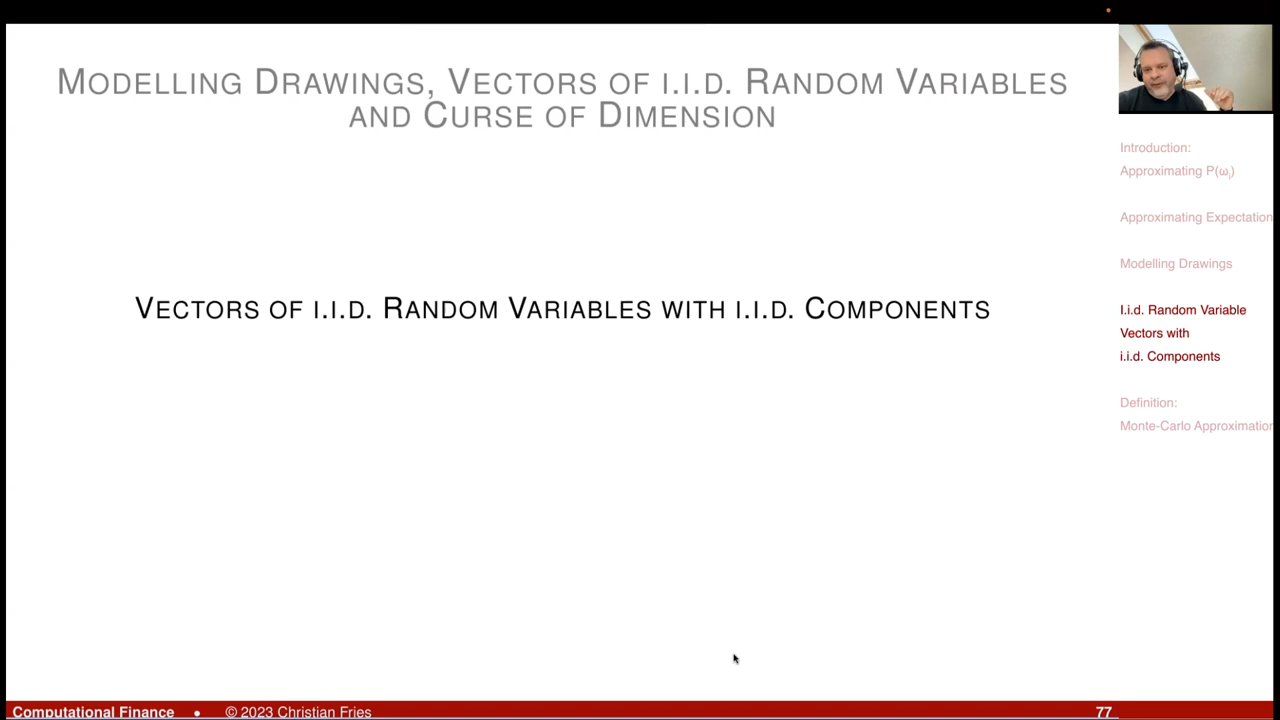 MODELLING DRAWINGS, VECTORS OF I.I.D. RANDOM VARIABLES
AND CURSE OF DIMENSION
VECTORS OF I.I.D. RANDOM VARIABLES WITH I.I.D. COMPONENTS
Introduction:
Approximating P(ωᵢ)
Approximating Expectation
Modelling Drawings
I.i.d. Random Variable
Vectors with
i.i.d. Components
Definition:
Monte-Carlo Approximation
Computational Finance • © 2023 Christian Fries 77